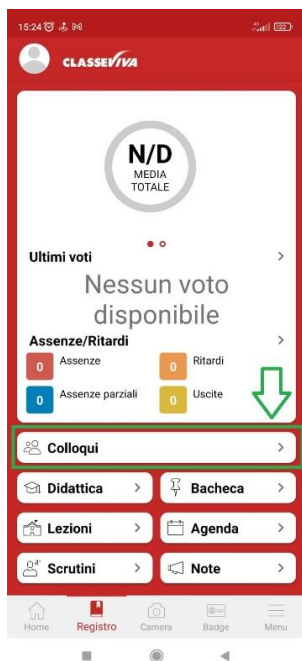 15:24
22
CLASSEVIVA
N/D
MEDIA
TOTALE
Ultimi voti
Nessun voto
disponibile
Assenze/Ritardi
0 Assenze
0 Ritardi
0 Assenze parziali
0 Uscite
Colloqui
Didattica
Bacheca
Lezioni
Agenda
Scrutini
Note
Home Registro Camera Badge Menu